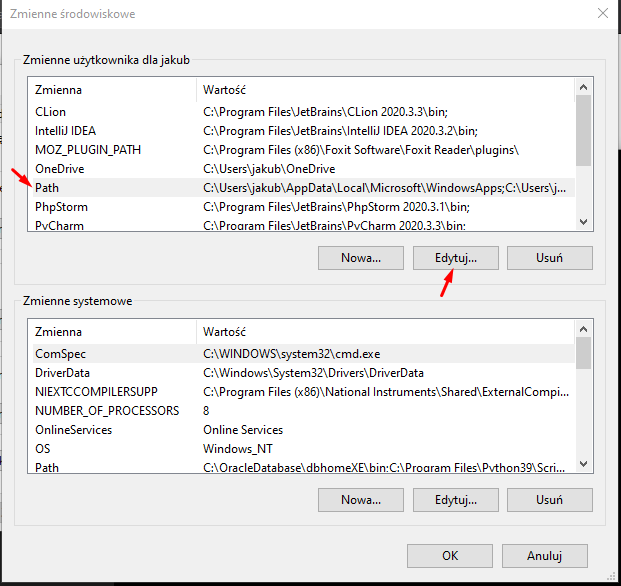 Zmienne środowiskowe
Zmienne użytkownika dla jakub
Zmienna Wartość
CLion C:\Program Files\JetBrains\CLion 2020.3.3\bin;
IntelliJ IDEA C:\Program Files\JetBrains\IntelliJ IDEA 2020.3.2\bin;
MOZ_PLUGIN_PATH C:\Program Files (x86)\Foxit Software\Foxit Reader\plugins\
OneDrive C:\Users\jakub\OneDrive
Path C:\Users\jakub\AppData\Local\Microsoft\WindowsApps;C:\Users\j...
PhpStorm C:\Program Files\JetBrains\PhpStorm 2020.3.1\bin;
PyCharm C:\Program Files\JetBrains\PyCharm 2020.3.3\bin;
Nowa... Edytuj... Usuń
Zmienne systemowe
Zmienna Wartość
ComSpec C:\WINDOWS\system32\cmd.exe
DriverData C:\Windows\System32\Drivers\DriverData
NIEXTCCOMPILERSUPP C:\Program Files (x86)\National Instruments\Shared\ExternalCompi...
NUMBER_OF_PROCESSORS 8
OnlineServices Online Services
OS Windows_NT
Path C:\OracleDatabase\dbhomeXE\bin;C:\Program Files\Python39\Scri...
Nowa... Edytuj... Usuń
OK Anuluj